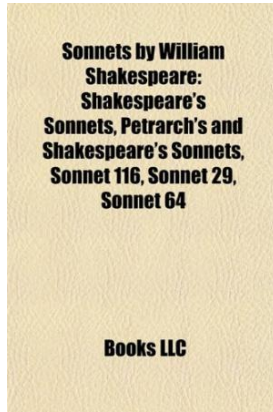 Sonnets by William
Shakespeare:
Shakespeare's
Sonnets, Petrarch's and
Shakespeare's Sonnets,
Sonnet 116, Sonnet 29,
Sonnet 64
Books LLC